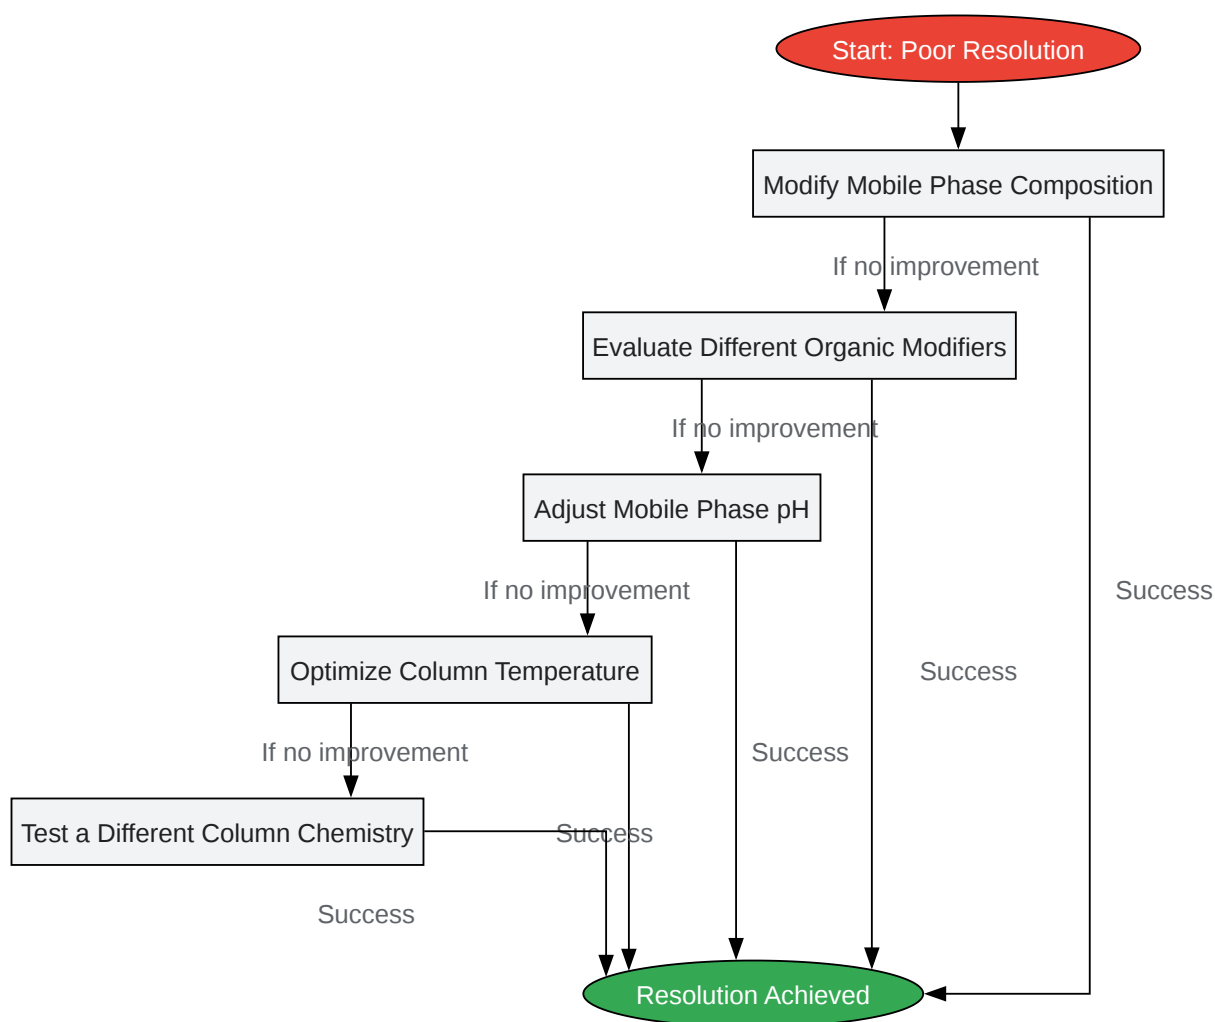 Start: Poor Resolution
Modify Mobile Phase Composition
If no improvement
Evaluate Different Organic Modifiers
If no improvement
Adjust Mobile Phase pH
If no improvement
Success
Optimize Column Temperature
Success
If no improvement
Success
Test a Different Column Chemistry
Success
Success
Resolution Achieved